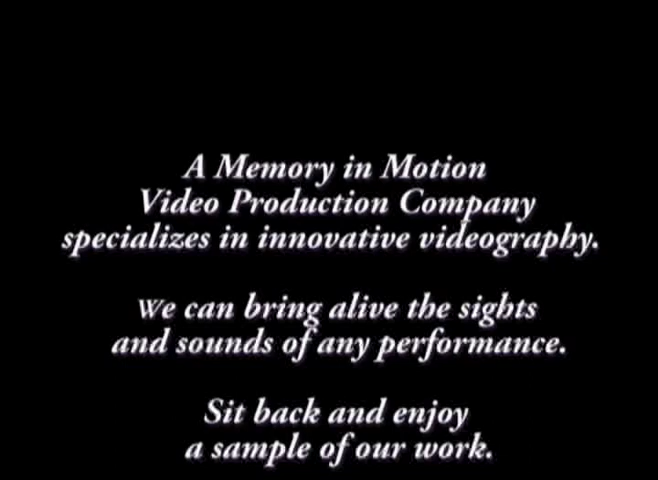 A Memory in Motion
Video Production Company
specializes in innovative videography.
We can bring alive the sights
and sounds of any performance.
Sit back and enjoy
a sample of our work.